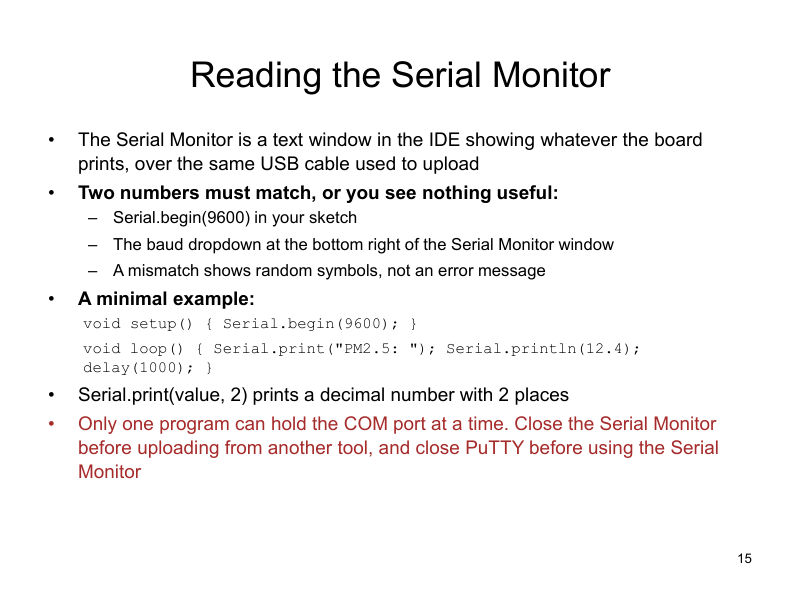 Reading the Serial Monitor
• The Serial Monitor is a text window in the IDE showing whatever the board
prints, over the same USB cable used to upload
• Two numbers must match, or you see nothing useful:
– Serial.begin(9600) in your sketch
– The baud dropdown at the bottom right of the Serial Monitor window
– A mismatch shows random symbols, not an error message
• A minimal example:
void setup() { Serial.begin(9600); }
void loop() { Serial.print("PM2.5: "); Serial.println(12.4);
delay(1000); }
• Serial.print(value, 2) prints a decimal number with 2 places
• Only one program can hold the COM port at a time. Close the Serial Monitor
before uploading from another tool, and close PuTTY before using the Serial
Monitor
15